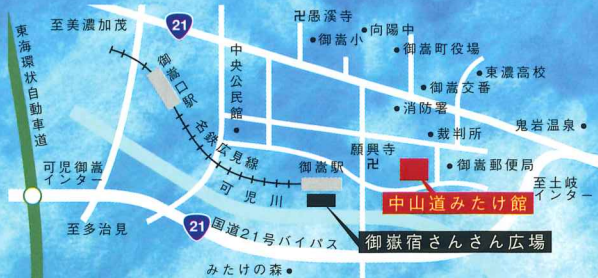 至美濃加茂
21
卍愚溪寺
向陽中
御嵩小
御嵩町役場
東海環状自動車道
御嵩口駅
中央公民館
東濃高校
御嵩交番
消防署
鬼岩温泉
裁判所
名鉄広見線
願興寺
卍
御嵩駅
御嵩郵便局
可児御嵩
インター
可児川
至土岐
インター
中山道みたけ館
至多治見
21
国道21号バイパス
御嶽宿さんさん広場
みたけの森